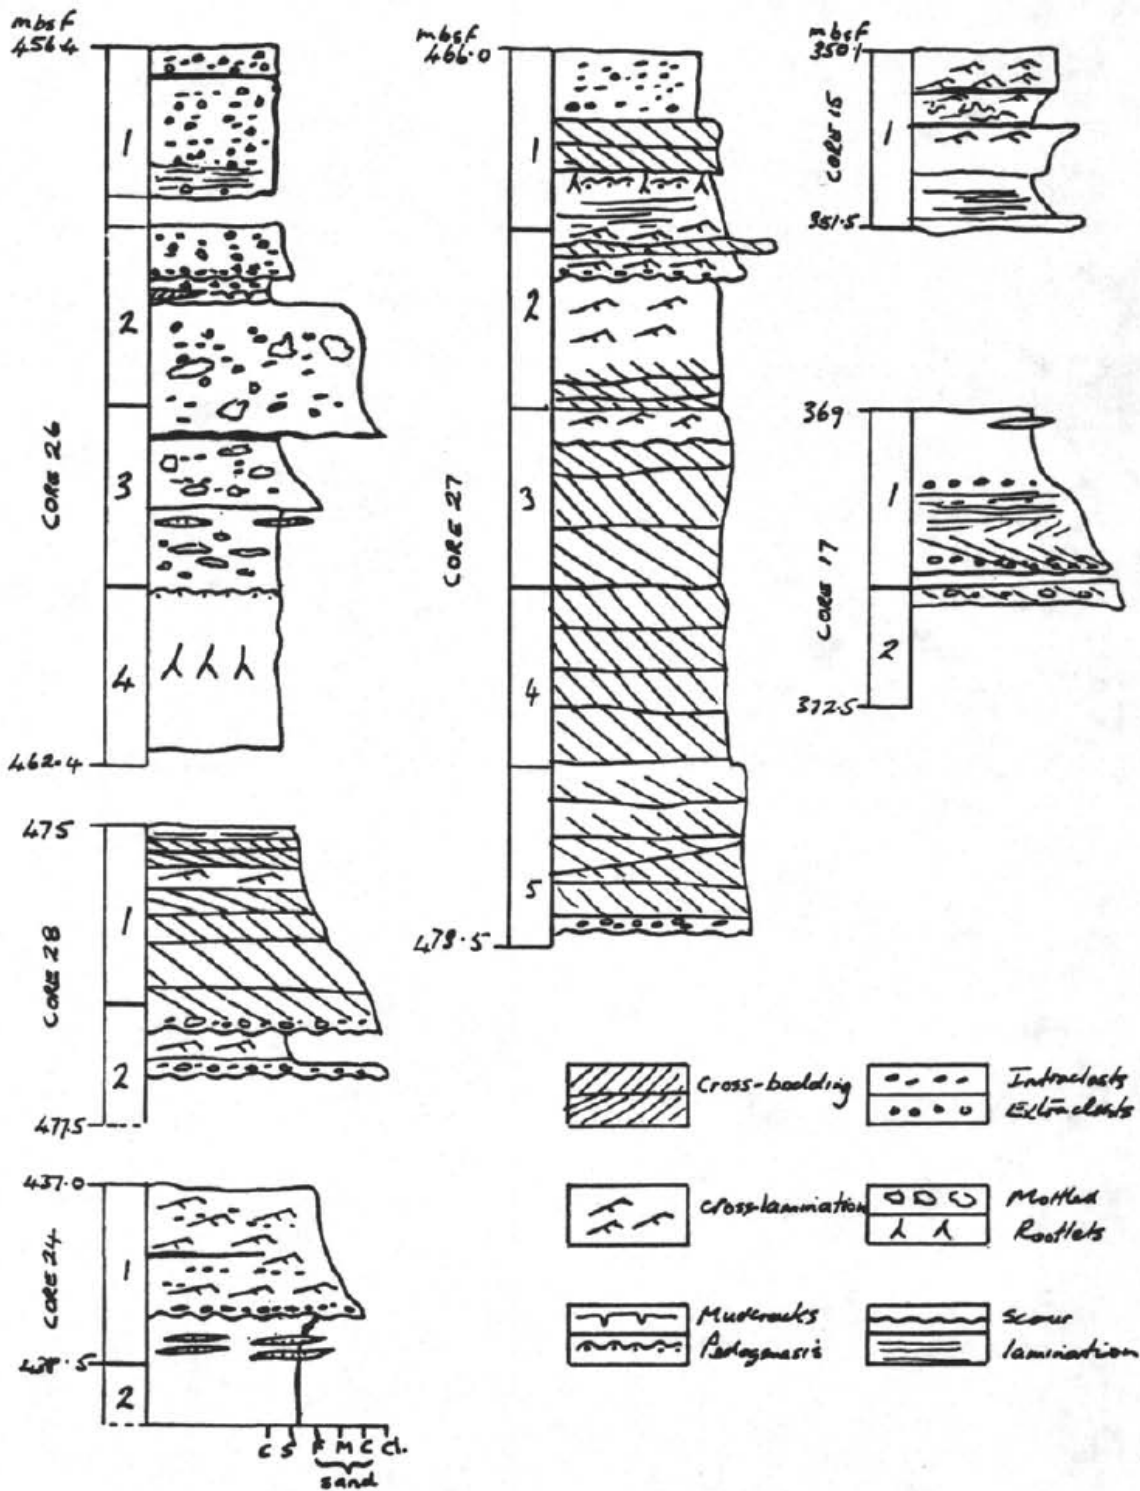 mbsf
456.4
1
2
3
4
462.4
CORE 26
mbsf
466.0
1
2
3
4
5
478.5
CORE 27
mbsf
350.1
1
351.5
CORE 15
369
1
2
372.5
CORE 17
475
1
2
477.5
CORE 28
437.0
1
438.5
2
CORE 24
C S F M C Cl.
sand
Cross-bedding
Intraclasts
Extraclasts
Cross-lamination
Mottled
Rootlets
Mudcracks
Pedogenesis
Scour
lamination